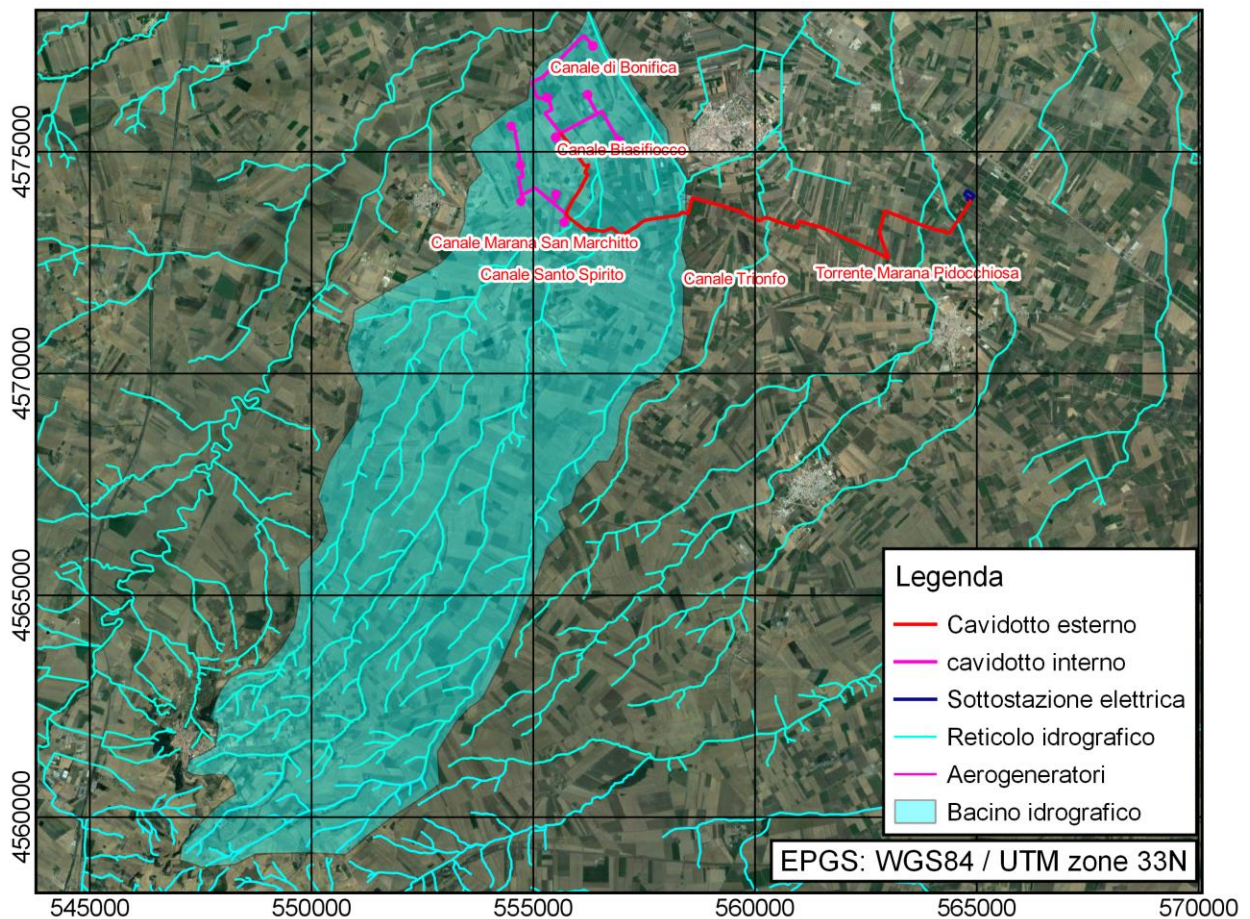 Canale di Bonifica
Canale Biasifiocco
Canale Marana San Marchitto
Canale Santo Spirito
Canale Trionfo
Torrente Marana Pidocchiosa
4575000
4570000
4565000
4560000
Legenda
Cavidotto esterno
cavidotto interno
Sottostazione elettrica
Reticolo idrografico
Aerogeneratori
Bacino idrografico
EPGS: WGS84 / UTM zone 33N
545000 550000 555000 560000 565000 570000